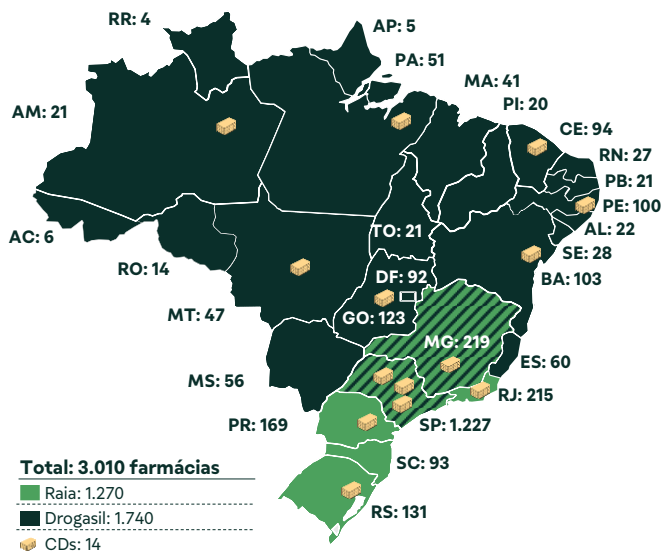 RR: 4
AP: 5
PA: 51
MA: 41
PI: 20
AM: 21
CE: 94
RN: 27
PB: 21
PE: 100
AL: 22
TO: 21
AC: 6
SE: 28
RO: 14
DF: 92
BA: 103
MT: 47
GO: 123
MG: 219
ES: 60
MS: 56
RJ: 215
PR: 169
SP: 1.227
SC: 93
RS: 131
Total: 3.010 farmácias
Raia: 1.270
Drogasil: 1.740
CDs: 14